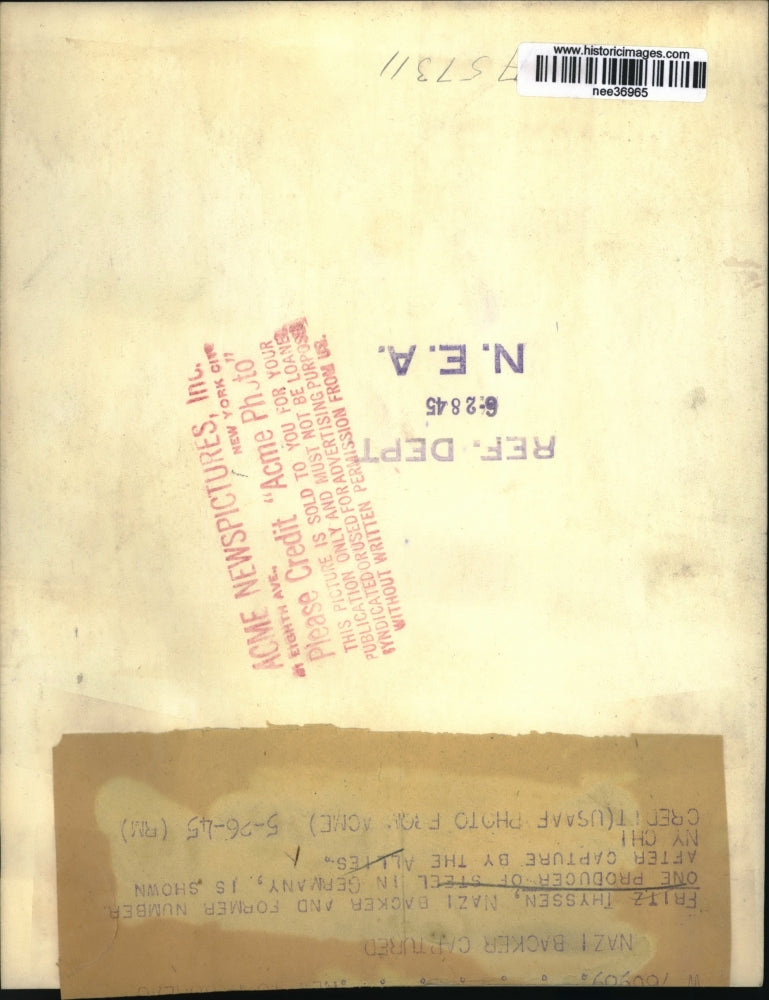 www.historicimages.com
nee36965
57311
N.E.A.
6-28 45
REF. DEPT
ACME NEWSPICTURES, Inc.
EIGHTH AVE., NEW YORK CITY
Please Credit "Acme Photo"
THIS PICTURE IS SOLD TO YOU FOR YOUR
PUBLICATION ONLY AND MUST NOT BE LOANED
SYNDICATED OR USED FOR ADVERTISING PURPOSES
WITHOUT WRITTEN PERMISSION FROM US.
NAZI BACKER CAPTURED
FRITZ THYSSEN, NAZI BACKER AND FORMER NUMBER
ONE PRODUCER OF STEEL IN GERMANY, IS SHOWN
AFTER CAPTURE BY THE ALLIES.
NY CHI
CREDIT(USAAF PHOTO FROM ACME) 5-26-45 (RM)